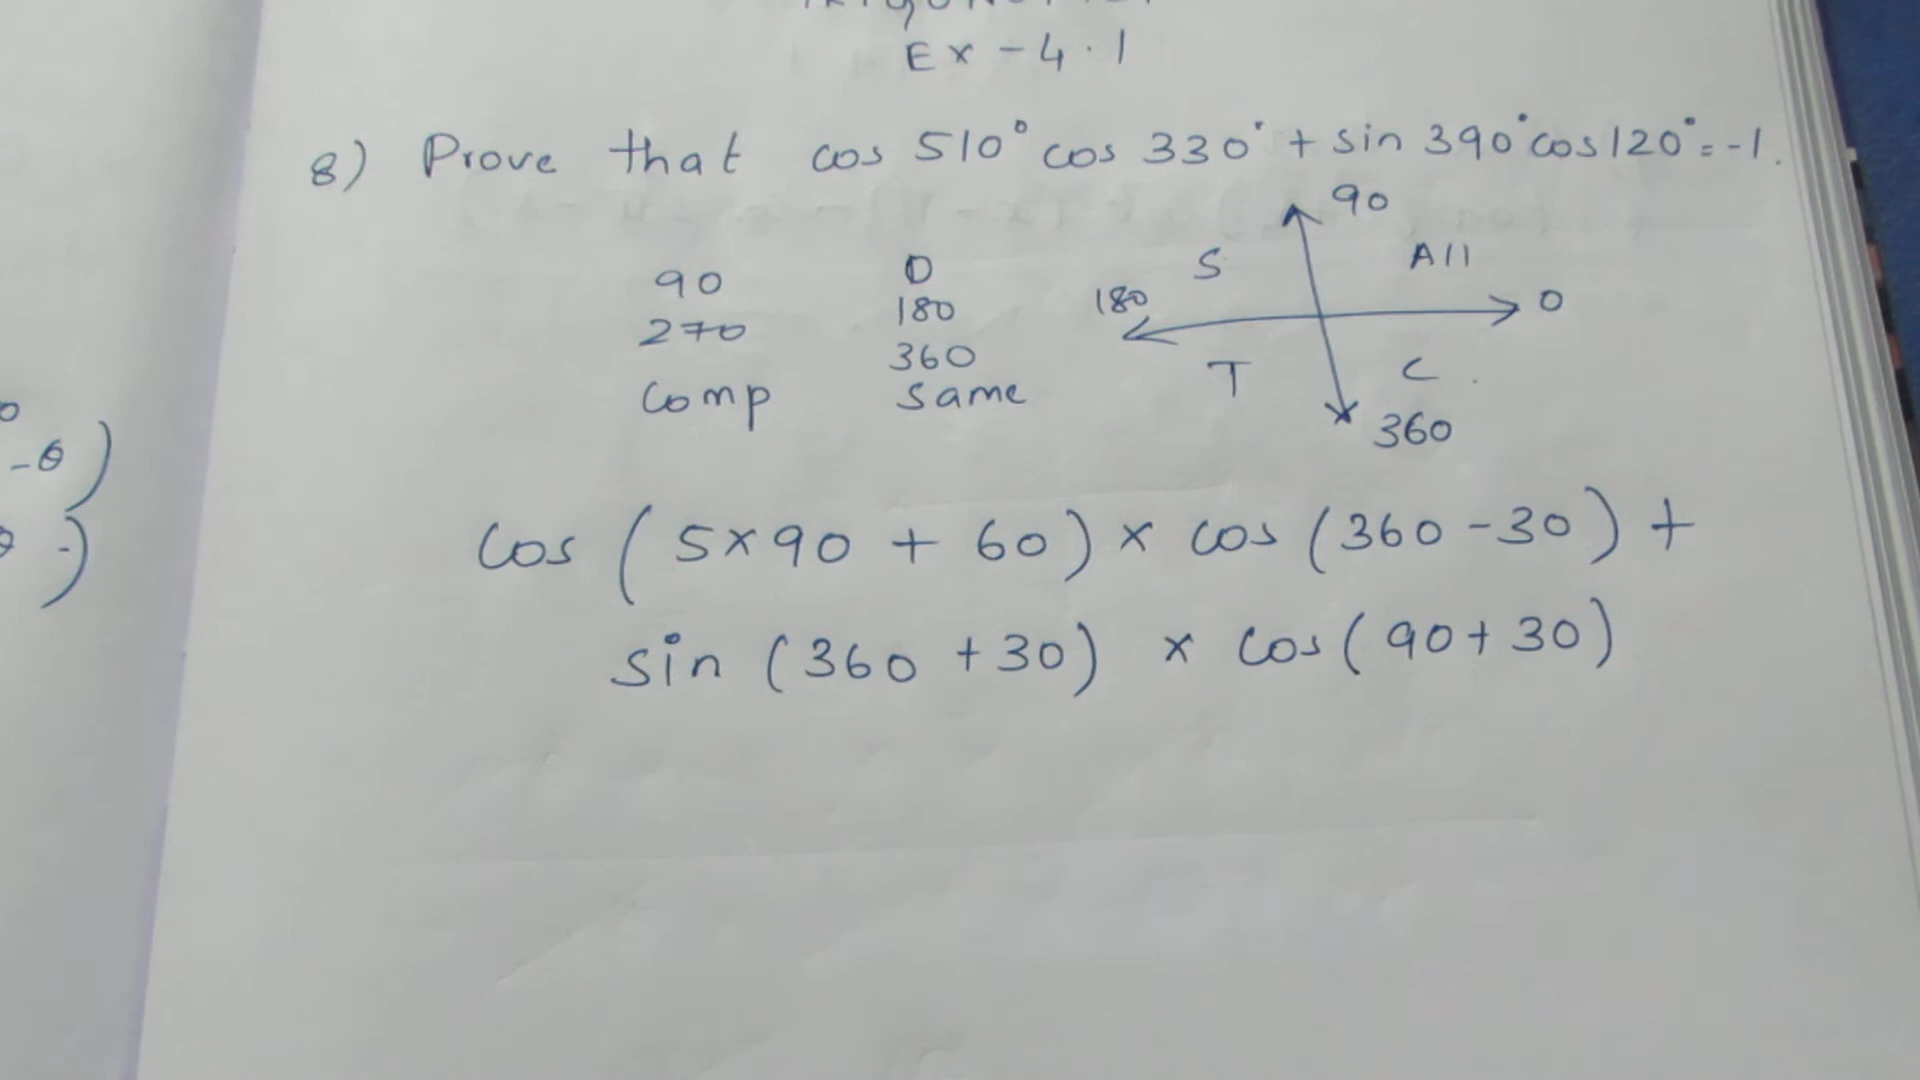 Ex - 4.1
8) Prove that cos 510° cos 330° + sin 390° cos 120° = -1.
90
S All
90 0
180 0
270 180
360
T C
Comp Same
360
-θ)
cos (5×90 + 60) × cos (360 - 30) +
-)
sin (360 + 30) × cos (90 + 30)